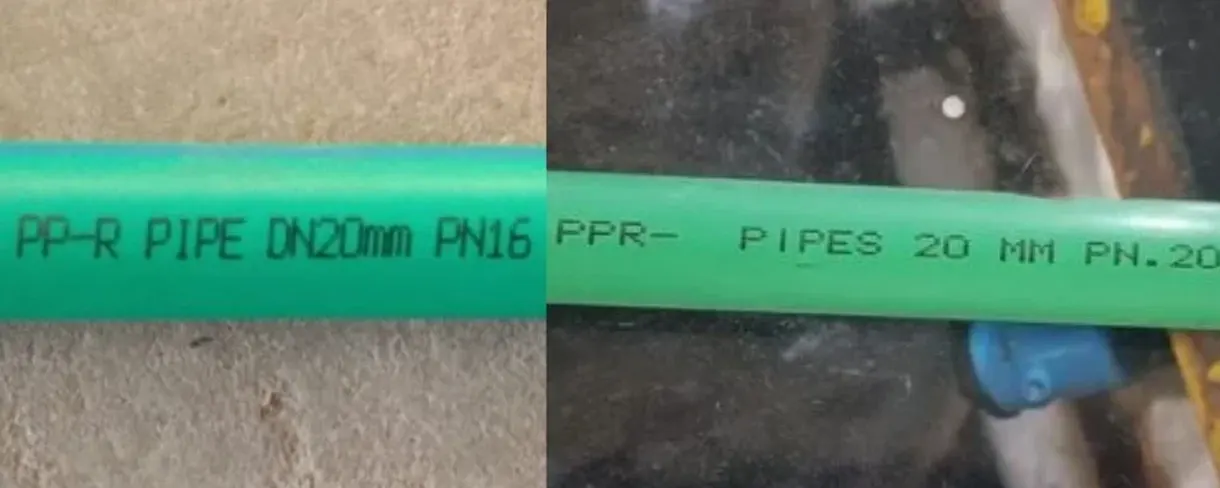 PP-R PIPE DN20mm PN16
PPR- PIPES 20 MM PN.20